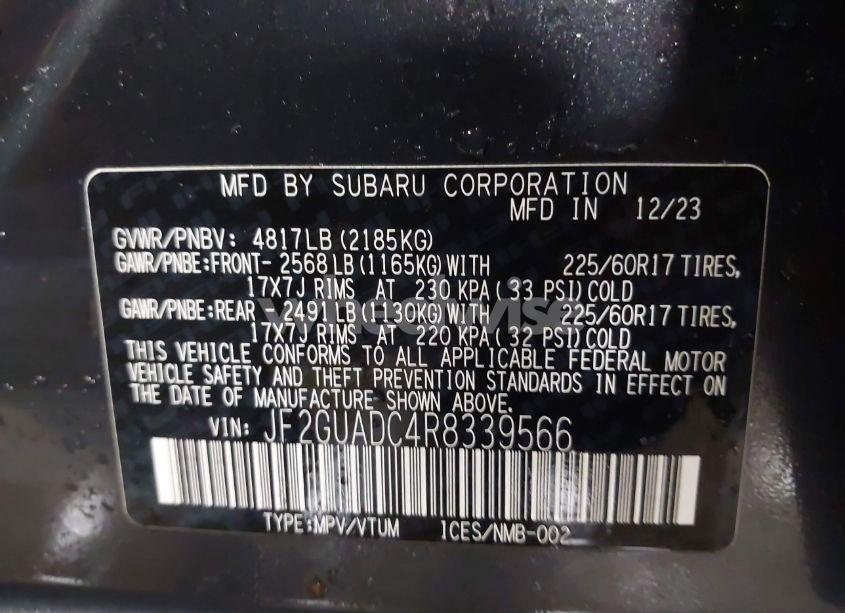 MFD BY SUBARU CORPORATION
MFD IN 12/23
GVWR/PNBV: 4817LB (2185KG)
GAWR/PNBE:FRONT- 2568 LB (1165KG) WITH 225/60R17 TIRES,
17X7J RIMS AT 230 KPA ( 33 PSI) COLD
GAWR/PNBE:REAR - 2491 LB (1130KG) WITH 225/60R17 TIRES,
17X7J RIMS AT 220 KPA ( 32 PSI) COLD
THIS VEHICLE CONFORMS TO ALL APPLICABLE FEDERAL MOTOR
VEHICLE SAFETY AND THEFT PREVENTION STANDARDS IN EFFECT ON
THE DATE OF MANUFACTURE SHOWN ABOVE.
VIN: JF2GUADC4R8339566
TYPE:MPV/VTUM ICES/NMB-002